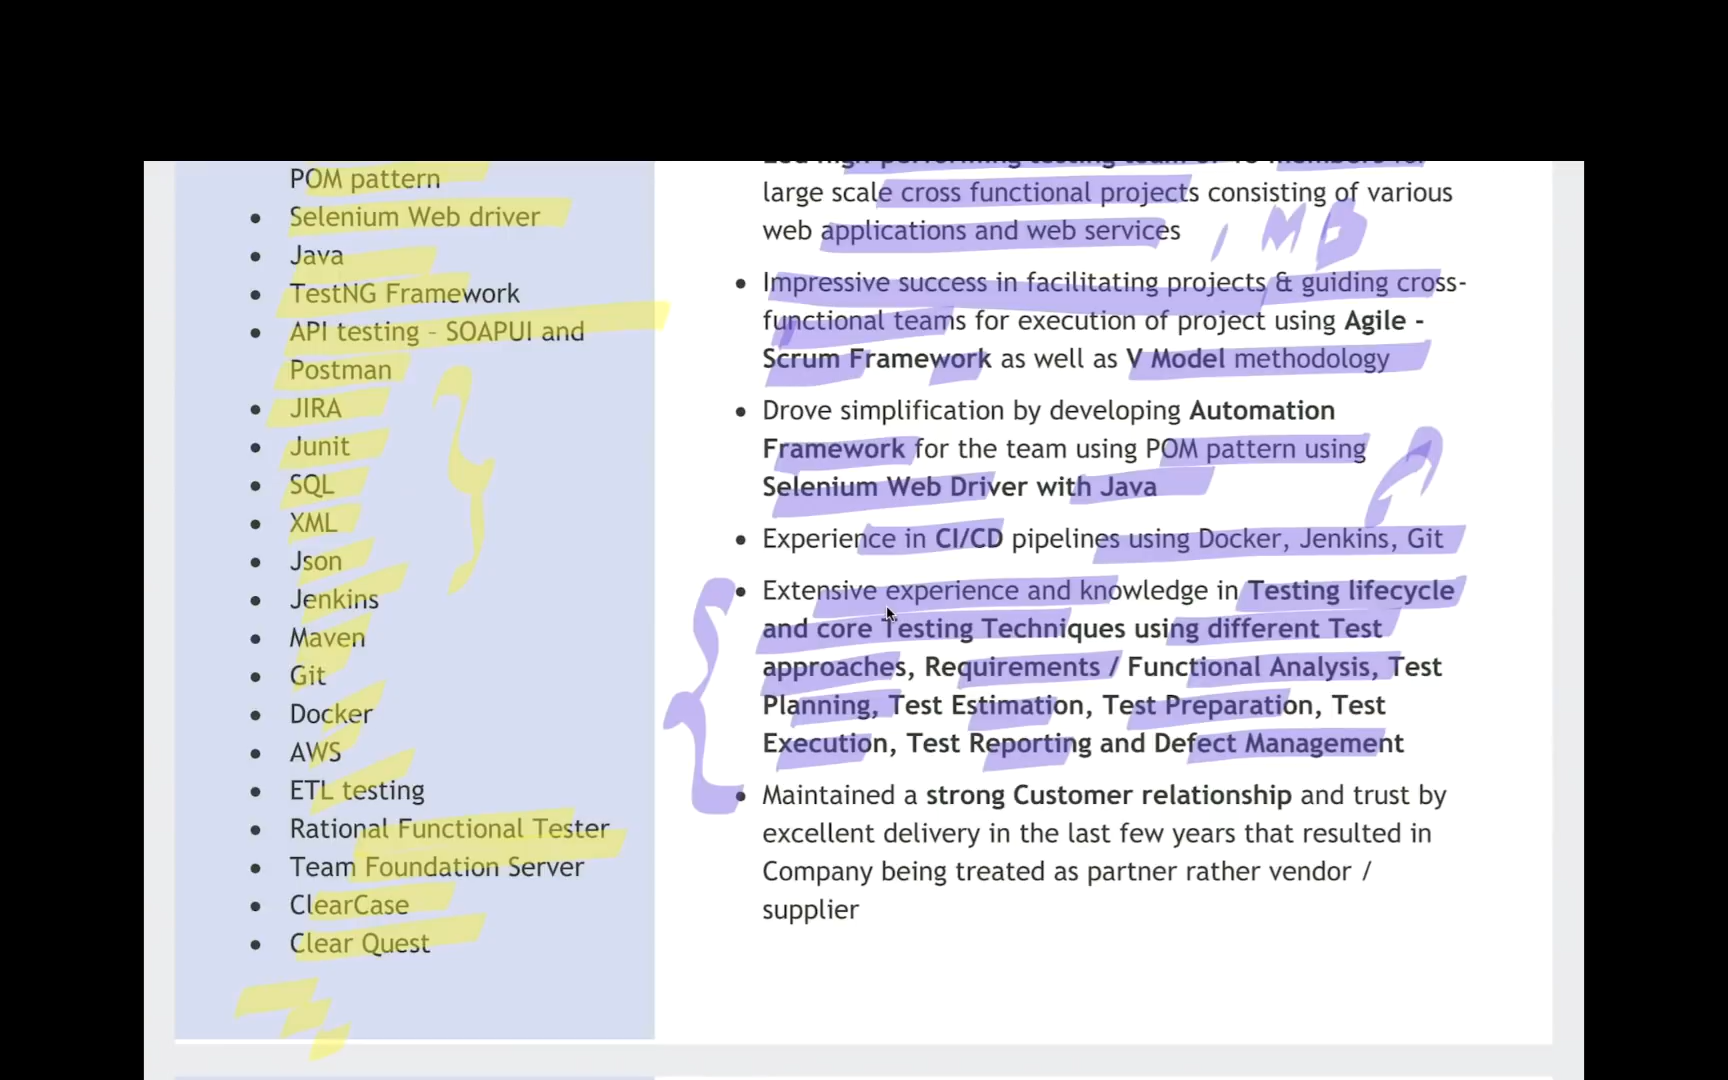 POM pattern
Selenium Web driver
Java
TestNG Framework
API testing – SOAPUI and
Postman
JIRA
Junit
SQL
XML
Json
Jenkins
Maven
Git
Docker
AWS
ETL testing
Rational Functional Tester
Team Foundation Server
ClearCase
Clear Quest
large scale cross functional projects consisting of various
web applications and web services
Impressive success in facilitating projects & guiding cross-
functional teams for execution of project using Agile -
Scrum Framework as well as V Model methodology
Drove simplification by developing Automation
Framework for the team using POM pattern using
Selenium Web Driver with Java
Experience in CI/CD pipelines using Docker, Jenkins, Git
Extensive experience and knowledge in Testing lifecycle
and core Testing Techniques using different Test
approaches, Requirements / Functional Analysis, Test
Planning, Test Estimation, Test Preparation, Test
Execution, Test Reporting and Defect Management
Maintained a strong Customer relationship and trust by
excellent delivery in the last few years that resulted in
Company being treated as partner rather vendor /
supplier